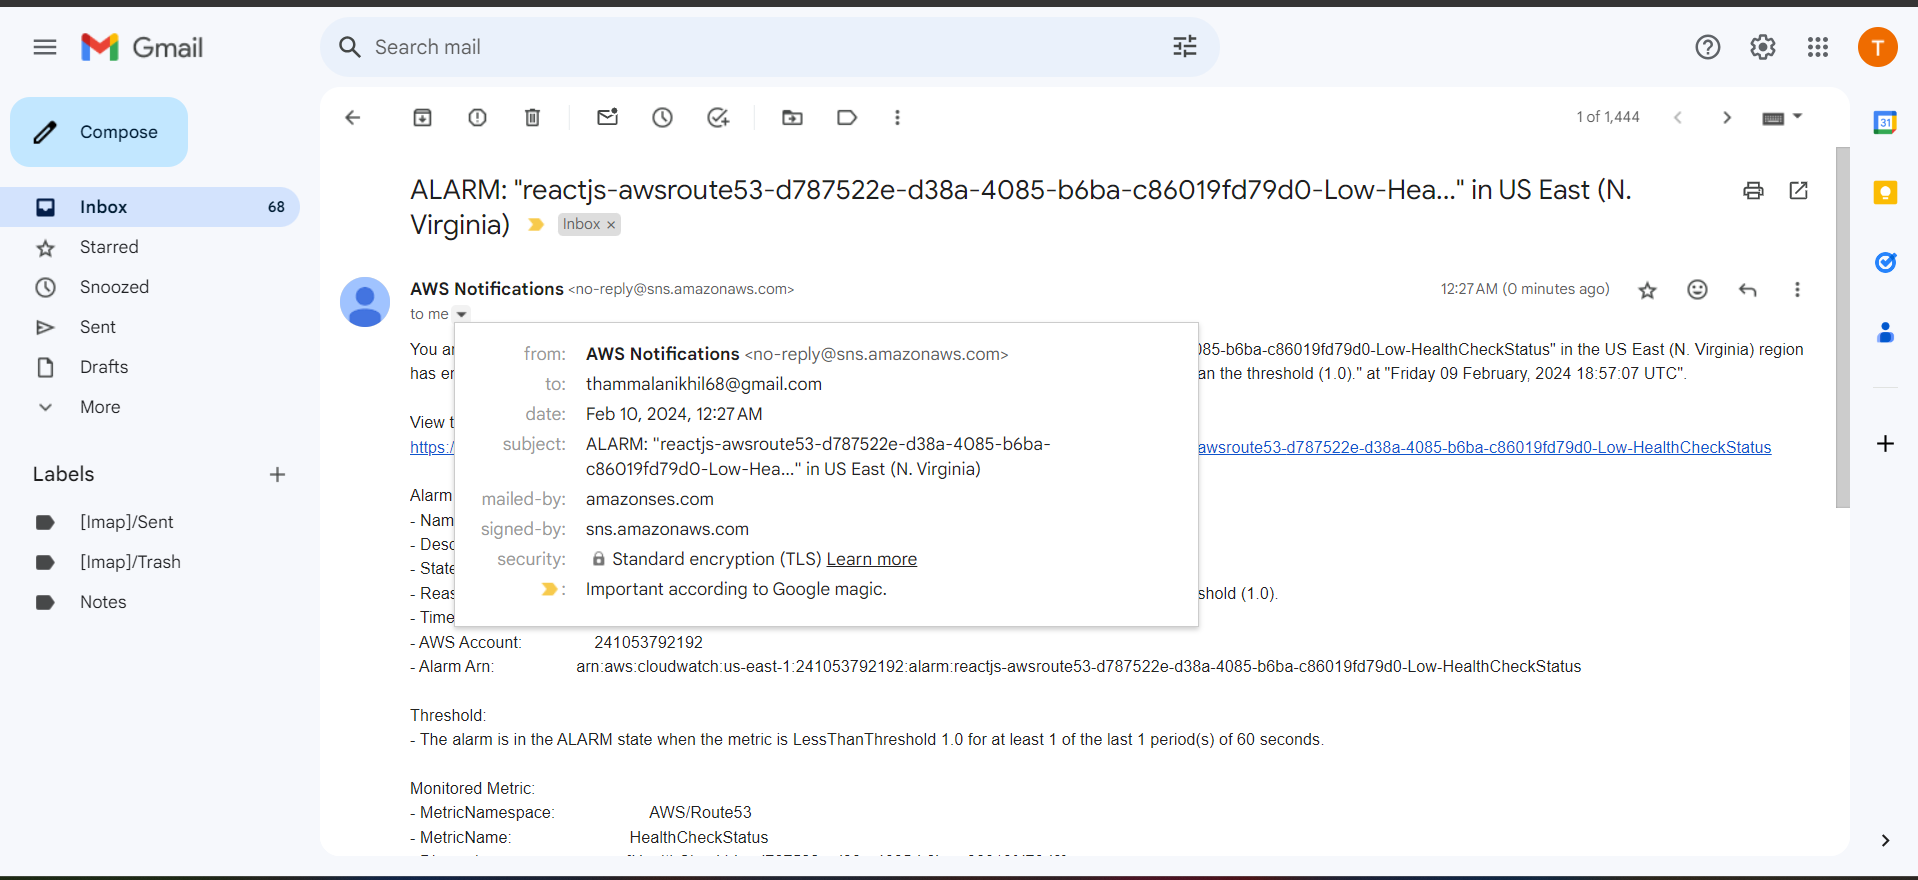 Gmail
Search mail
T
Compose
1 of 1,444
31
Inbox 68
Starred
Snoozed
Sent
Drafts
More
Labels
[Imap]/Sent
[Imap]/Trash
Notes
ALARM: "reactjs-awsroute53-d787522e-d38a-4085-b6ba-c86019fd79d0-Low-Hea..." in US East (N.
Virginia) Inbox ×
AWS Notifications <no-reply@sns.amazonaws.com> 12:27 AM (0 minutes ago)
to me
from: AWS Notifications <no-reply@sns.amazonaws.com>
to: thammalanikhil68@gmail.com
date: Feb 10, 2024, 12:27 AM
subject: ALARM: "reactjs-awsroute53-d787522e-d38a-4085-b6ba-
c86019fd79d0-Low-Hea..." in US East (N. Virginia)
mailed-by: amazonses.com
signed-by: sns.amazonaws.com
security: Standard encryption (TLS) Learn more
: Important according to Google magic.
You 85-b6ba-c86019fd79d0-Low-HealthCheckStatus" in the US East (N. Virginia) region
has an the threshold (1.0)." at "Friday 09 February, 2024 18:57:07 UTC".
View
https:/ awsroute53-d787522e-d38a-4085-b6ba-c86019fd79d0-Low-HealthCheckStatus
Alarm
- Nam
- Desc
- State
- Reas shold (1.0).
- Time
- AWS Account: 241053792192
- Alarm Arn: arn:aws:cloudwatch:us-east-1:241053792192:alarm:reactjs-awsroute53-d787522e-d38a-4085-b6ba-c86019fd79d0-Low-HealthCheckStatus
Threshold:
- The alarm is in the ALARM state when the metric is LessThanThreshold 1.0 for at least 1 of the last 1 period(s) of 60 seconds.
Monitored Metric:
- MetricNamespace: AWS/Route53
- MetricName: HealthCheckStatus